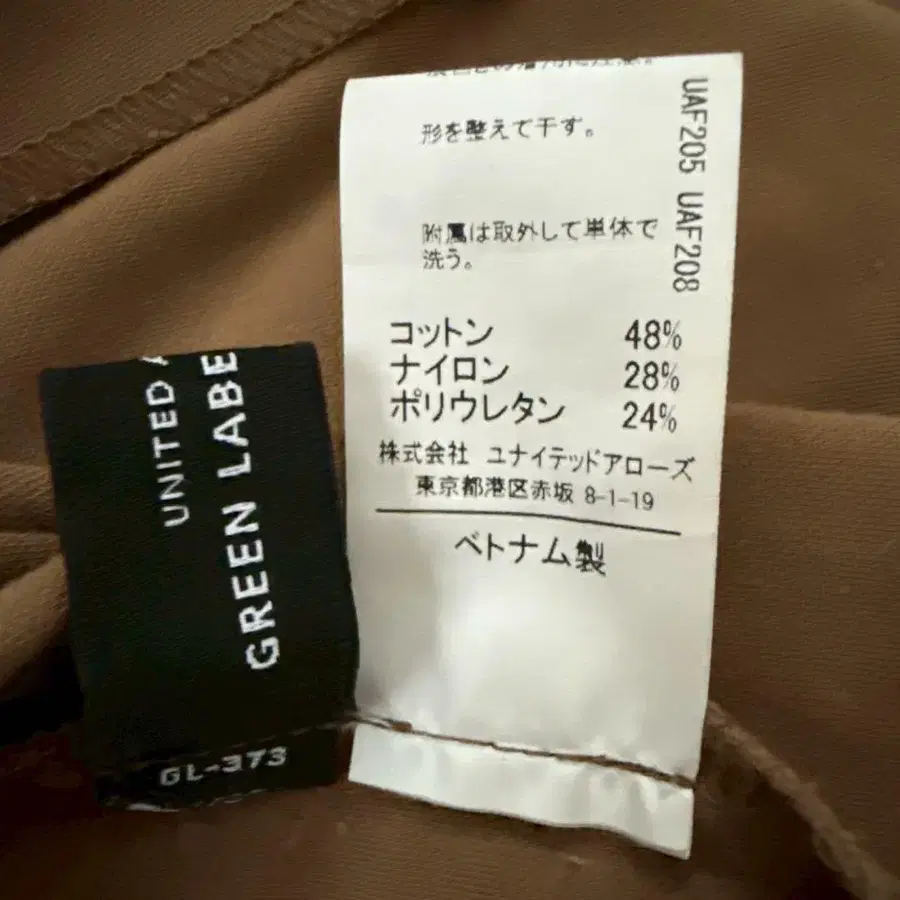 形を整えて干す。
附属は取外して単体で
洗う。
コットン 48%
ナイロン 28%
ポリウレタン 24%
株式会社 ユナイテッドアローズ
東京都港区赤坂 8-1-19
ベトナム製
UAF205 UAF208
UNITED
GREEN LABE
GL-373